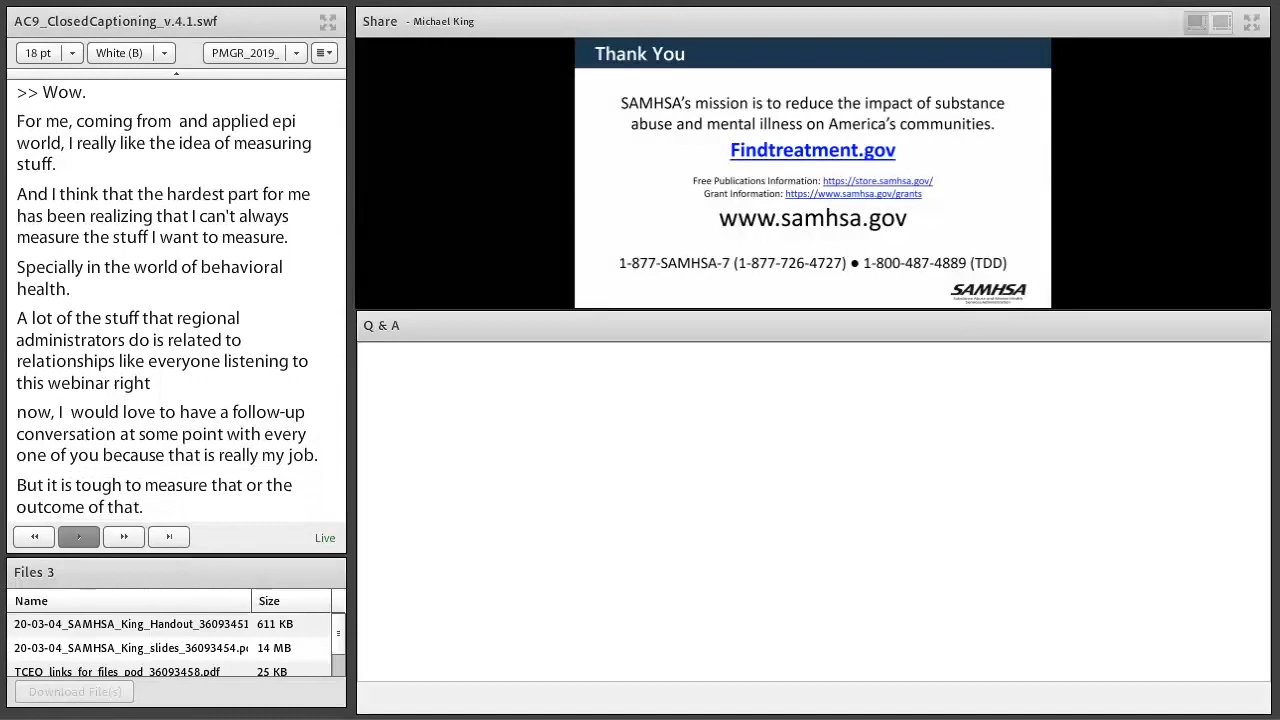 AC9_ClosedCaptioning_v.4.1.swf
18 pt
White (B)
PMGR_2019_
>> Wow.
For me, coming from  and applied epi
world, I really like the idea of measuring
stuff.
And I think that the hardest part for me
has been realizing that I can't always
measure the stuff I want to measure.
Specially in the world of behavioral
health.
A lot of the stuff that regional
administrators do is related to
relationships like everyone listening to
this webinar right
now, I  would love to have a follow-up
conversation at some point with every
one of you because that is really my job.
But it is tough to measure that or the
outcome of that.
Live
Files 3
Name
Size
20-03-04_SAMHSA_King_Handout_36093451
611 KB
20-03-04_SAMHSA_King_slides_36093454.p
14 MB
TCEO_links_for_files_pod_36093458.pdf
25 KB
Download File(s)
Share - Michael King
Thank You
SAMHSA's mission is to reduce the impact of substance
abuse and mental illness on America's communities.
Findtreatment.gov
Free Publications Information: https://store.samhsa.gov/
Grant Information: https://www.samhsa.gov/grants
www.samhsa.gov
1-877-SAMHSA-7 (1-877-726-4727) ● 1-800-487-4889 (TDD)
SAMHSA
Substance Abuse and Mental Health
Services Administration
Q & A